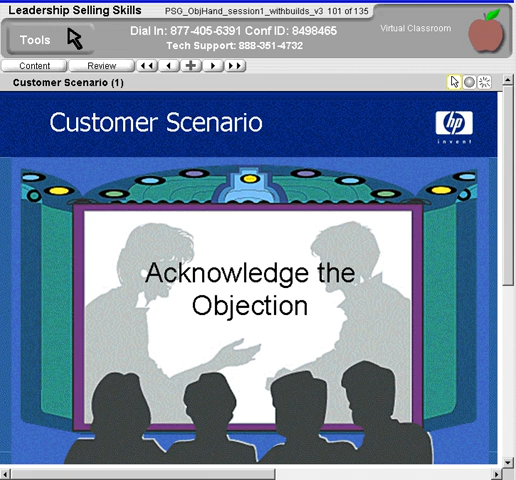 Leadership Selling Skills
PSG_ObjHand_session1_withbuilds_v3 101 of 135
Tools
Dial In: 877-405-6391 Conf ID: 8498465
Tech Support: 888-351-4732
Virtual Classroom
Content
Review
Customer Scenario (1)
Customer Scenario
hp
invent
Acknowledge the
Objection